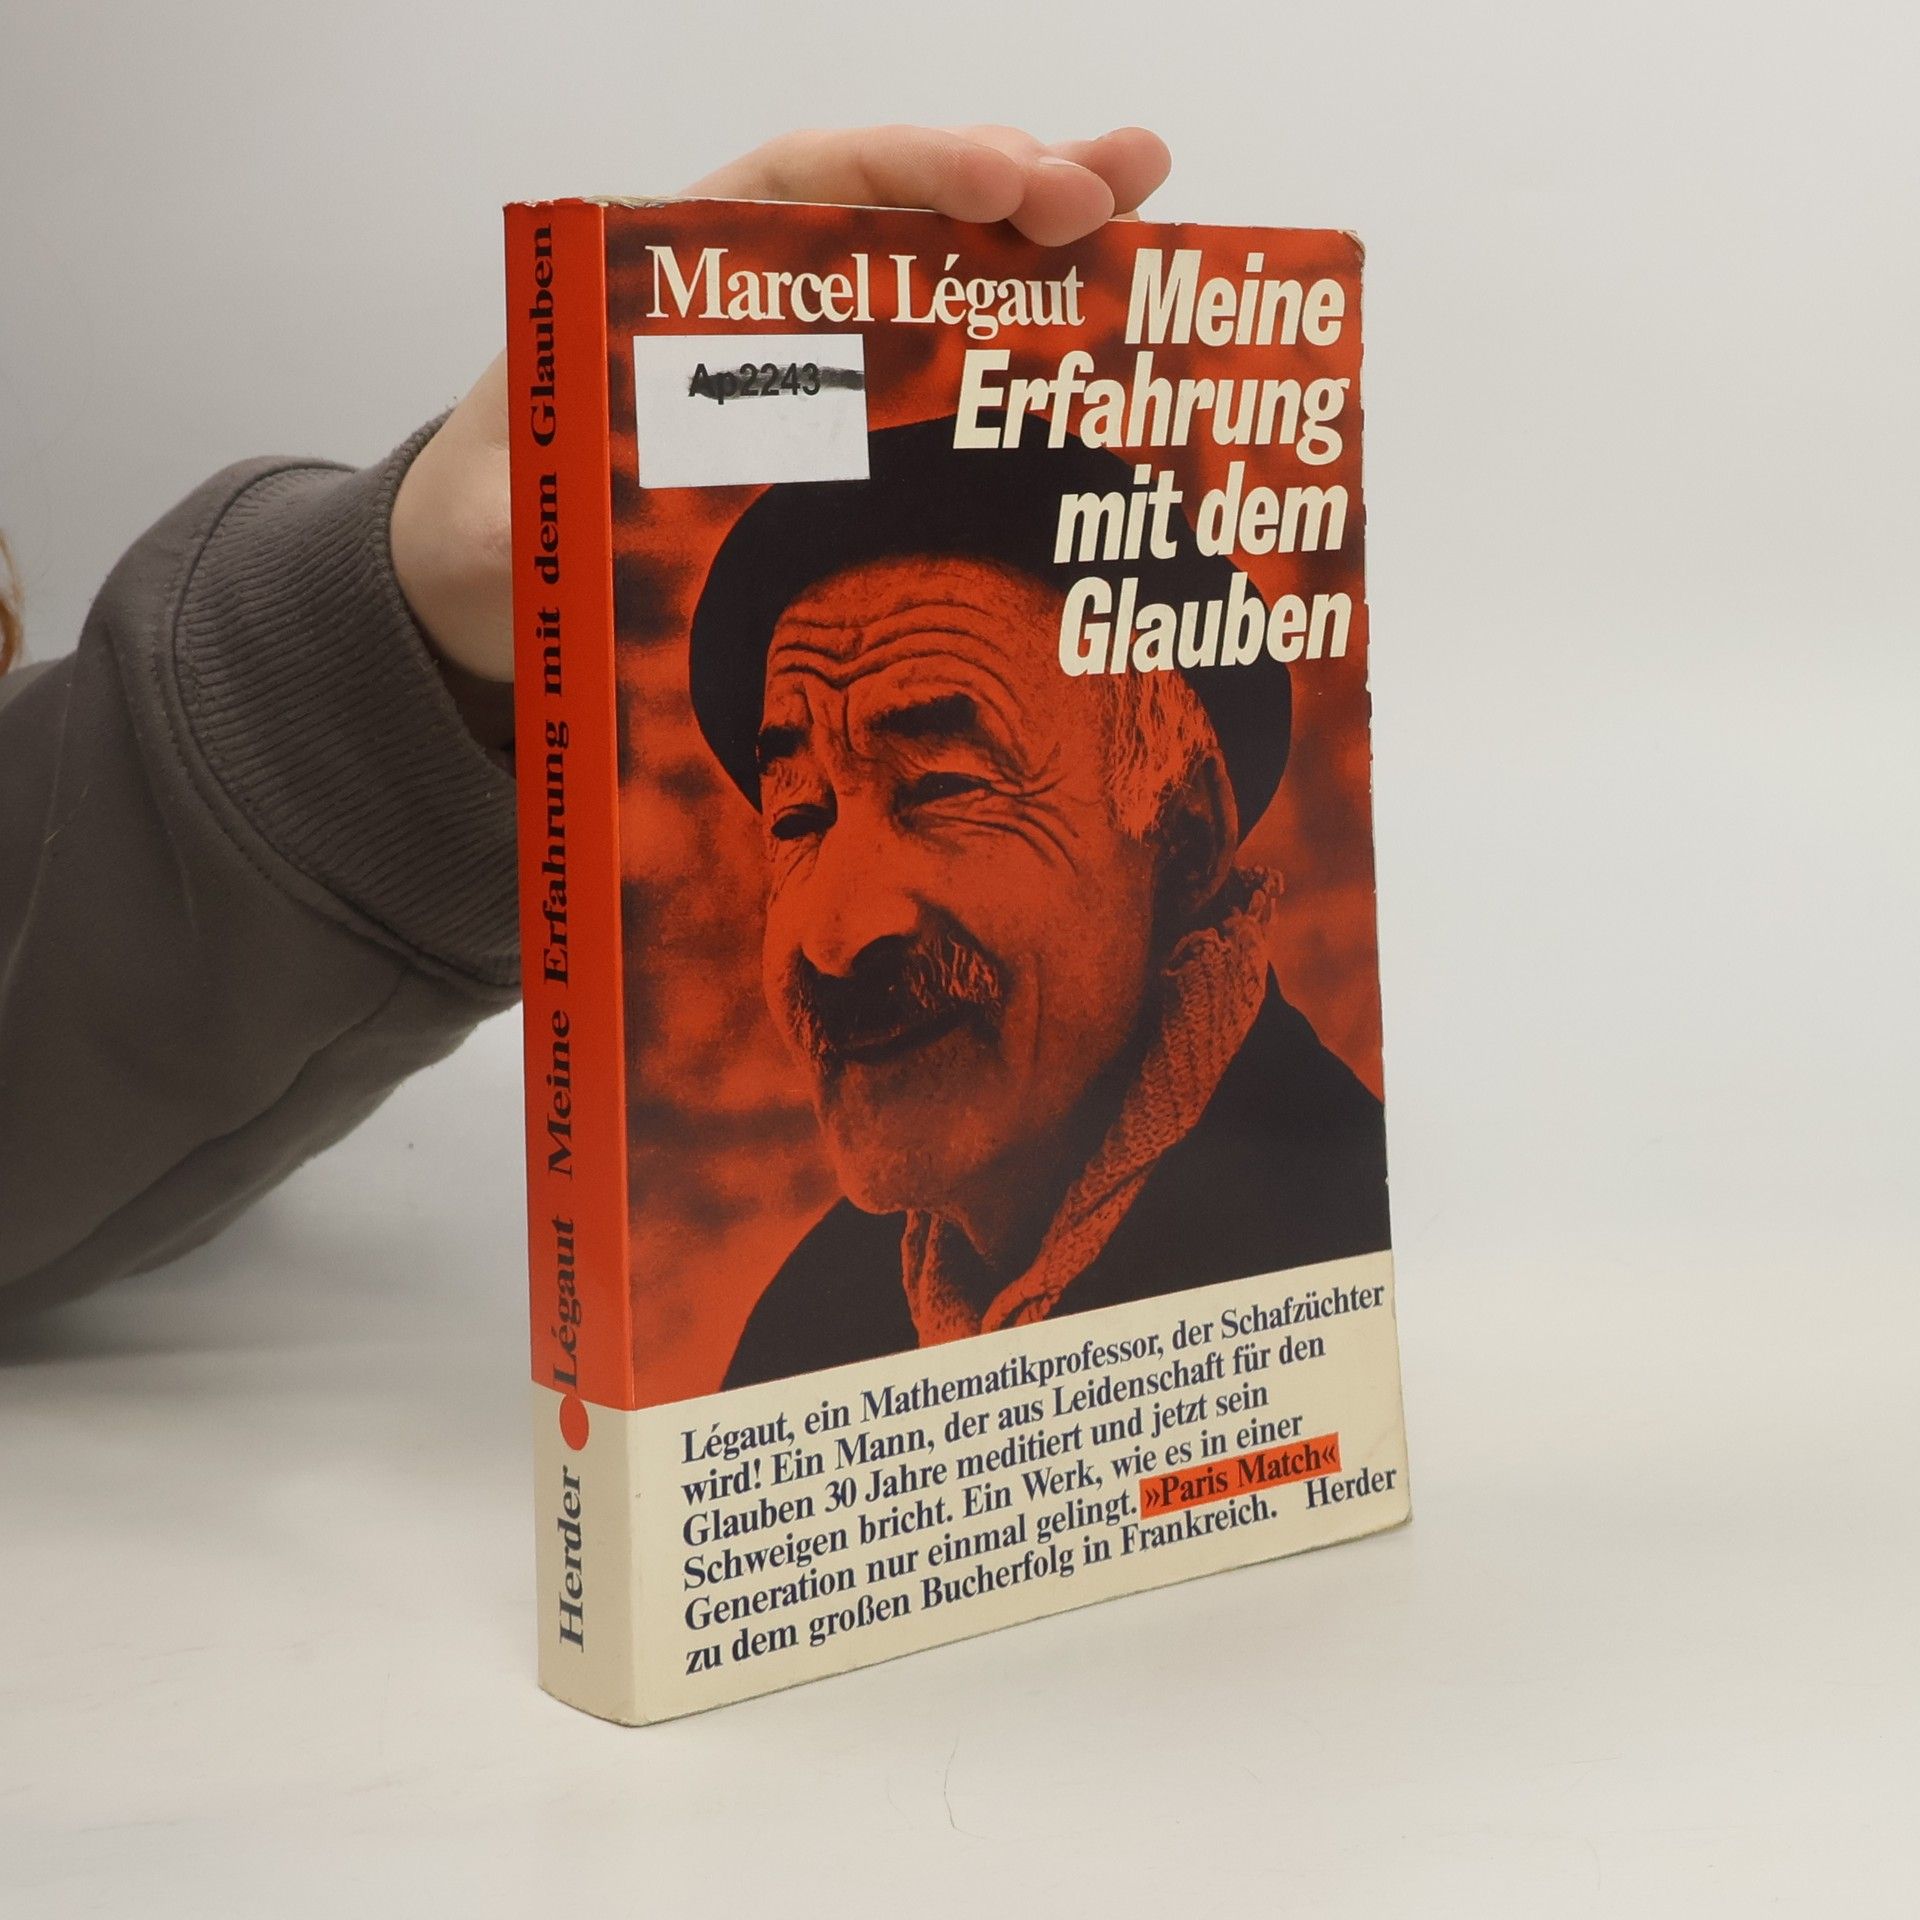 Marcel Légaut
Meine
Erfahrung
mit dem
Glauben
Ap2243
Légaut, ein Mathematikprofessor, der Schafzüchter
wird! Ein Mann, der aus Leidenschaft für den
Glauben 30 Jahre meditiert und jetzt sein
Schweigen bricht. Ein Werk, wie es in einer
Generation nur einmal gelingt. »Paris Match«
zu dem großen Bucherfolg in Frankreich. Herder
Herder Légaut Meine Erfahrung mit dem Glauben